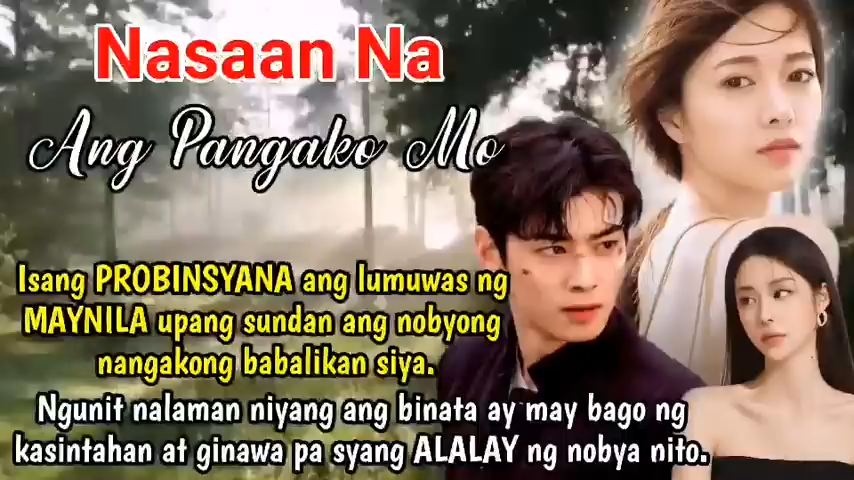 Nasaan Na
Ang Pangako Mo
Isang PROBINSYANA ang lumuwas ng
MAYNILA upang sundan ang nobyong
nangakong babalikan siya.
Ngunit nalaman niyang ang binata ay may bago ng
kasintahan at ginawa pa syang ALALAY ng nobya nito.